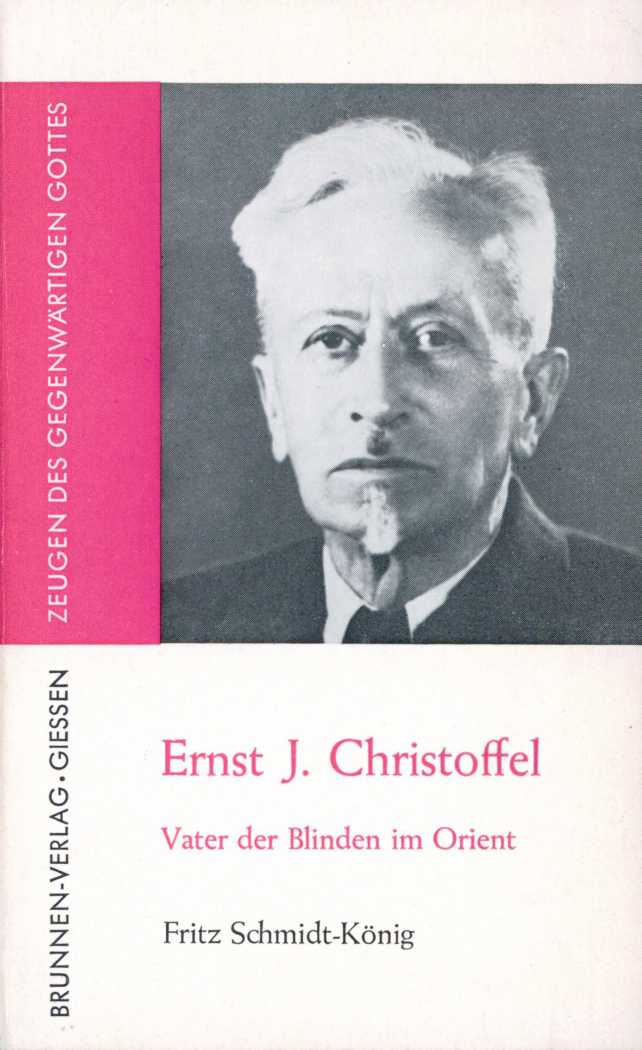 ZEUGEN DES GEGENWÄRTIGEN GOTTES
BRUNNEN-VERLAG · GIESSEN
Ernst J. Christoffel
Vater der Blinden im Orient
Fritz Schmidt-König